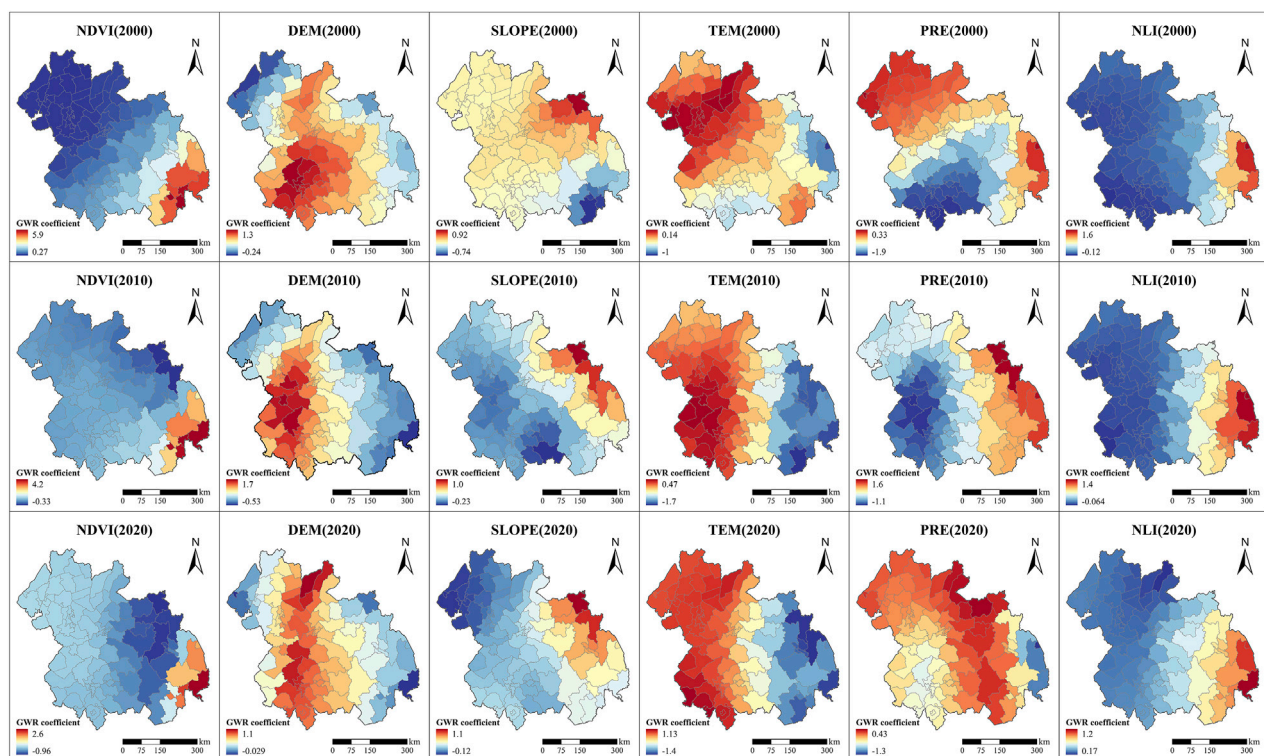 NDVI(2000)
N
GWR coefficient
5.9
0.27
km
0 75 150 300
DEM(2000)
N
GWR coefficient
1.3
-0.24
km
0 75 150 300
SLOPE(2000)
N
GWR coefficient
0.92
-0.74
km
0 75 150 300
TEM(2000)
N
GWR coefficient
0.14
-1
km
0 75 150 300
PRE(2000)
N
GWR coefficient
0.33
-1.9
km
0 75 150 300
NLI(2000)
N
GWR coefficient
1.6
-0.12
km
0 75 150 300
NDVI(2010)
N
GWR coefficient
4.2
-0.33
km
0 75 150 300
DEM(2010)
N
GWR coefficient
1.7
-0.53
km
0 75 150 300
SLOPE(2010)
N
GWR coefficient
1.0
-0.23
km
0 75 150 300
TEM(2010)
N
GWR coefficient
0.47
-1.7
km
0 75 150 300
PRE(2010)
N
GWR coefficient
1.6
-1.1
km
0 75 150 300
NLI(2010)
N
GWR coefficient
1.4
-0.064
km
0 75 150 300
NDVI(2020)
N
GWR coefficient
2.6
-0.96
km
0 75 150 300
DEM(2020)
N
GWR coefficient
1.1
-0.029
km
0 75 150 300
SLOPE(2020)
N
GWR coefficient
1.1
-0.12
km
0 75 150 300
TEM(2020)
N
GWR coefficient
1.13
-1.4
km
0 75 150 300
PRE(2020)
N
GWR coefficient
0.43
-1.3
km
0 75 150 300
NLI(2020)
N
GWR coefficient
1.2
0.17
km
0 75 150 300